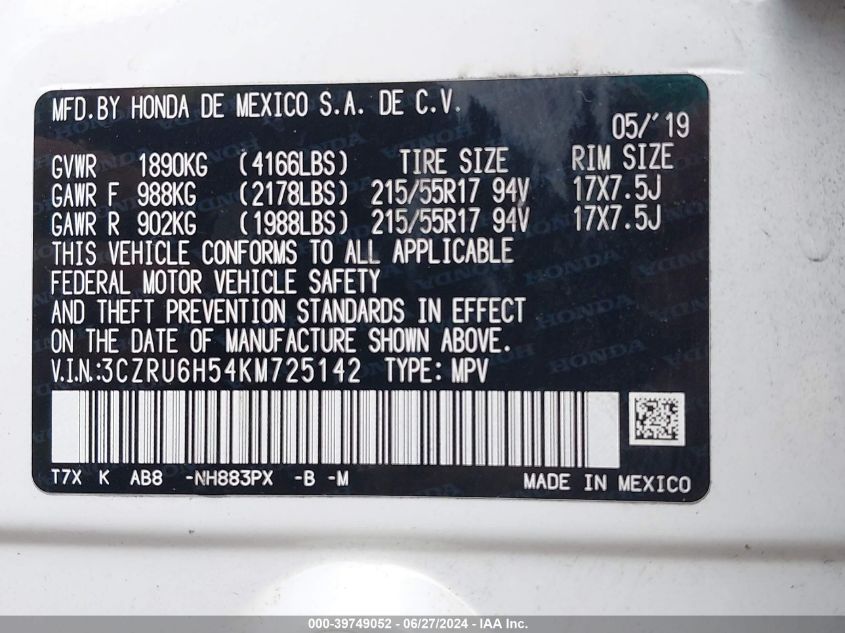 MFD.BY HONDA DE MEXICO S.A. DE C.V.
05/'19
GVWR 1890KG (4166LBS) TIRE SIZE RIM SIZE
GAWR F 988KG (2178LBS) 215/55R17 94V 17X7.5J
GAWR R 902KG (1988LBS) 215/55R17 94V 17X7.5J
THIS VEHICLE CONFORMS TO ALL APPLICABLE
FEDERAL MOTOR VEHICLE SAFETY
AND THEFT PREVENTION STANDARDS IN EFFECT
ON THE DATE OF MANUFACTURE SHOWN ABOVE.
V.I.N.:3CZRU6H54KM725142 TYPE: MPV
T7X K AB8 -NH883PX -B -M MADE IN MEXICO
000-39749052 - 06/27/2024 - IAA Inc.